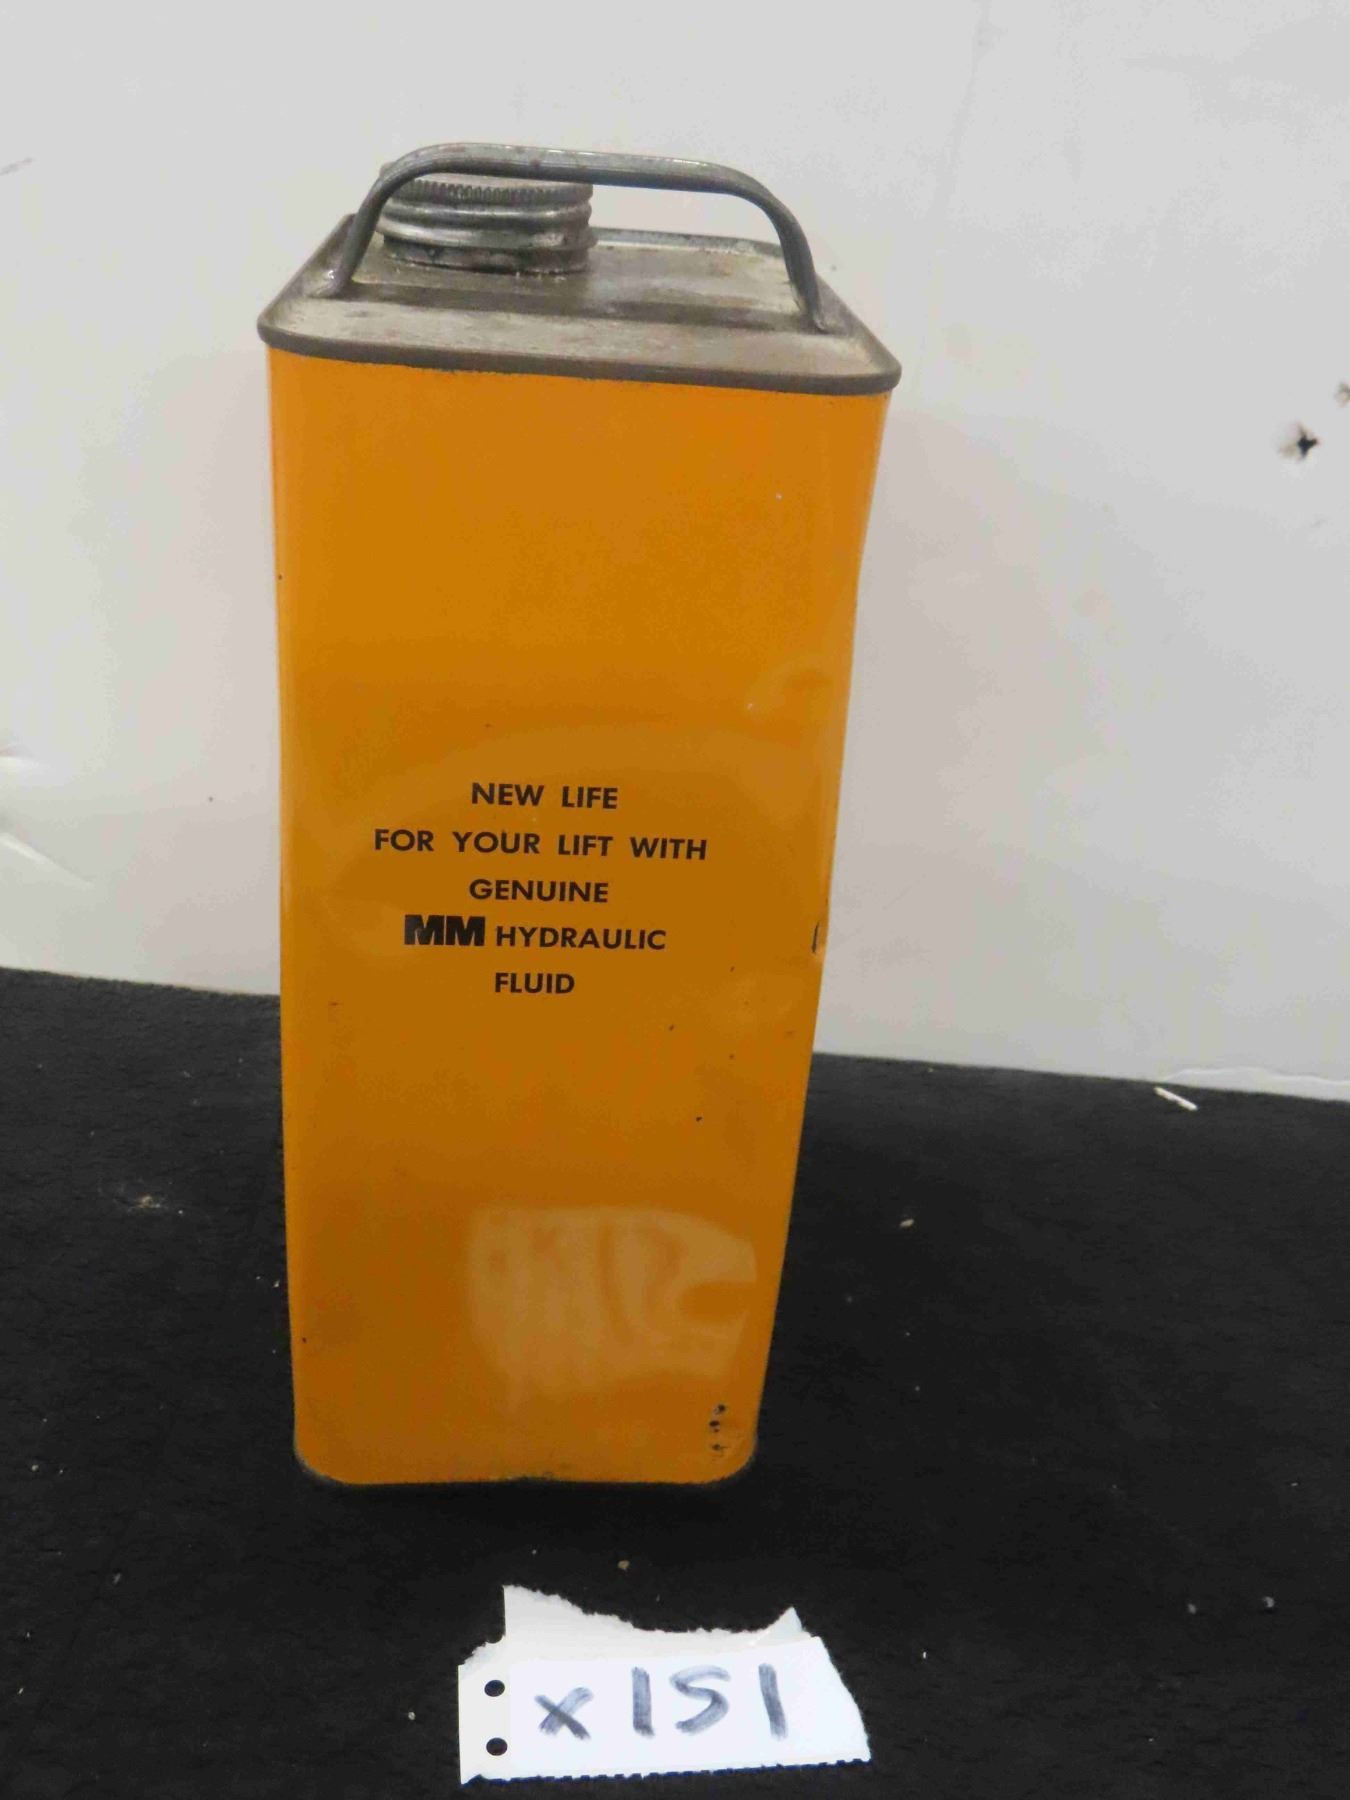 NEW LIFE
FOR YOUR LIFT WITH
GENUINE
MM HYDRAULIC
FLUID
x151